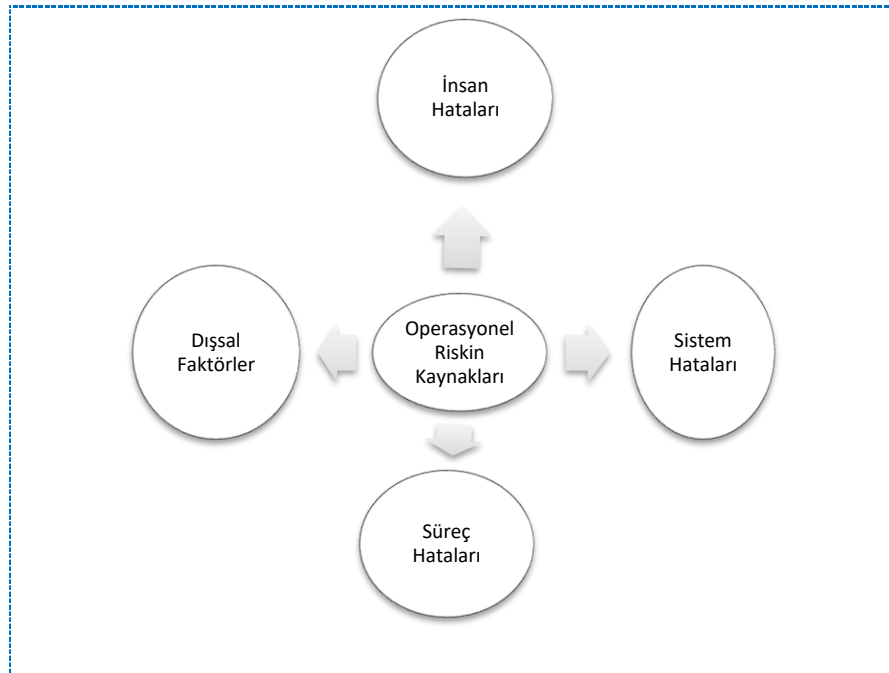 İnsan
Hataları
Dışsal
Faktörler
Operasyonel
Riskin
Kaynakları
Sistem
Hataları
Süreç
Hataları